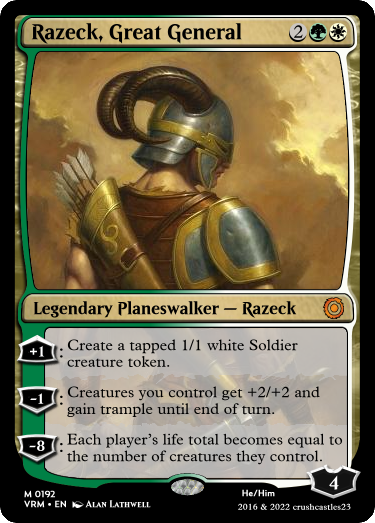 Razeck, Great General 2
Legendary Planeswalker — Razeck
+1: Create a tapped 1/1 white Soldier
creature token.
-1: Creatures you control get +2/+2 and
gain trample until end of turn.
-8: Each player's life total becomes equal to
the number of creatures they control.
4
M 0192
VRM • EN Alan Lathwell
He/Him
2016 & 2022 crushcastles23